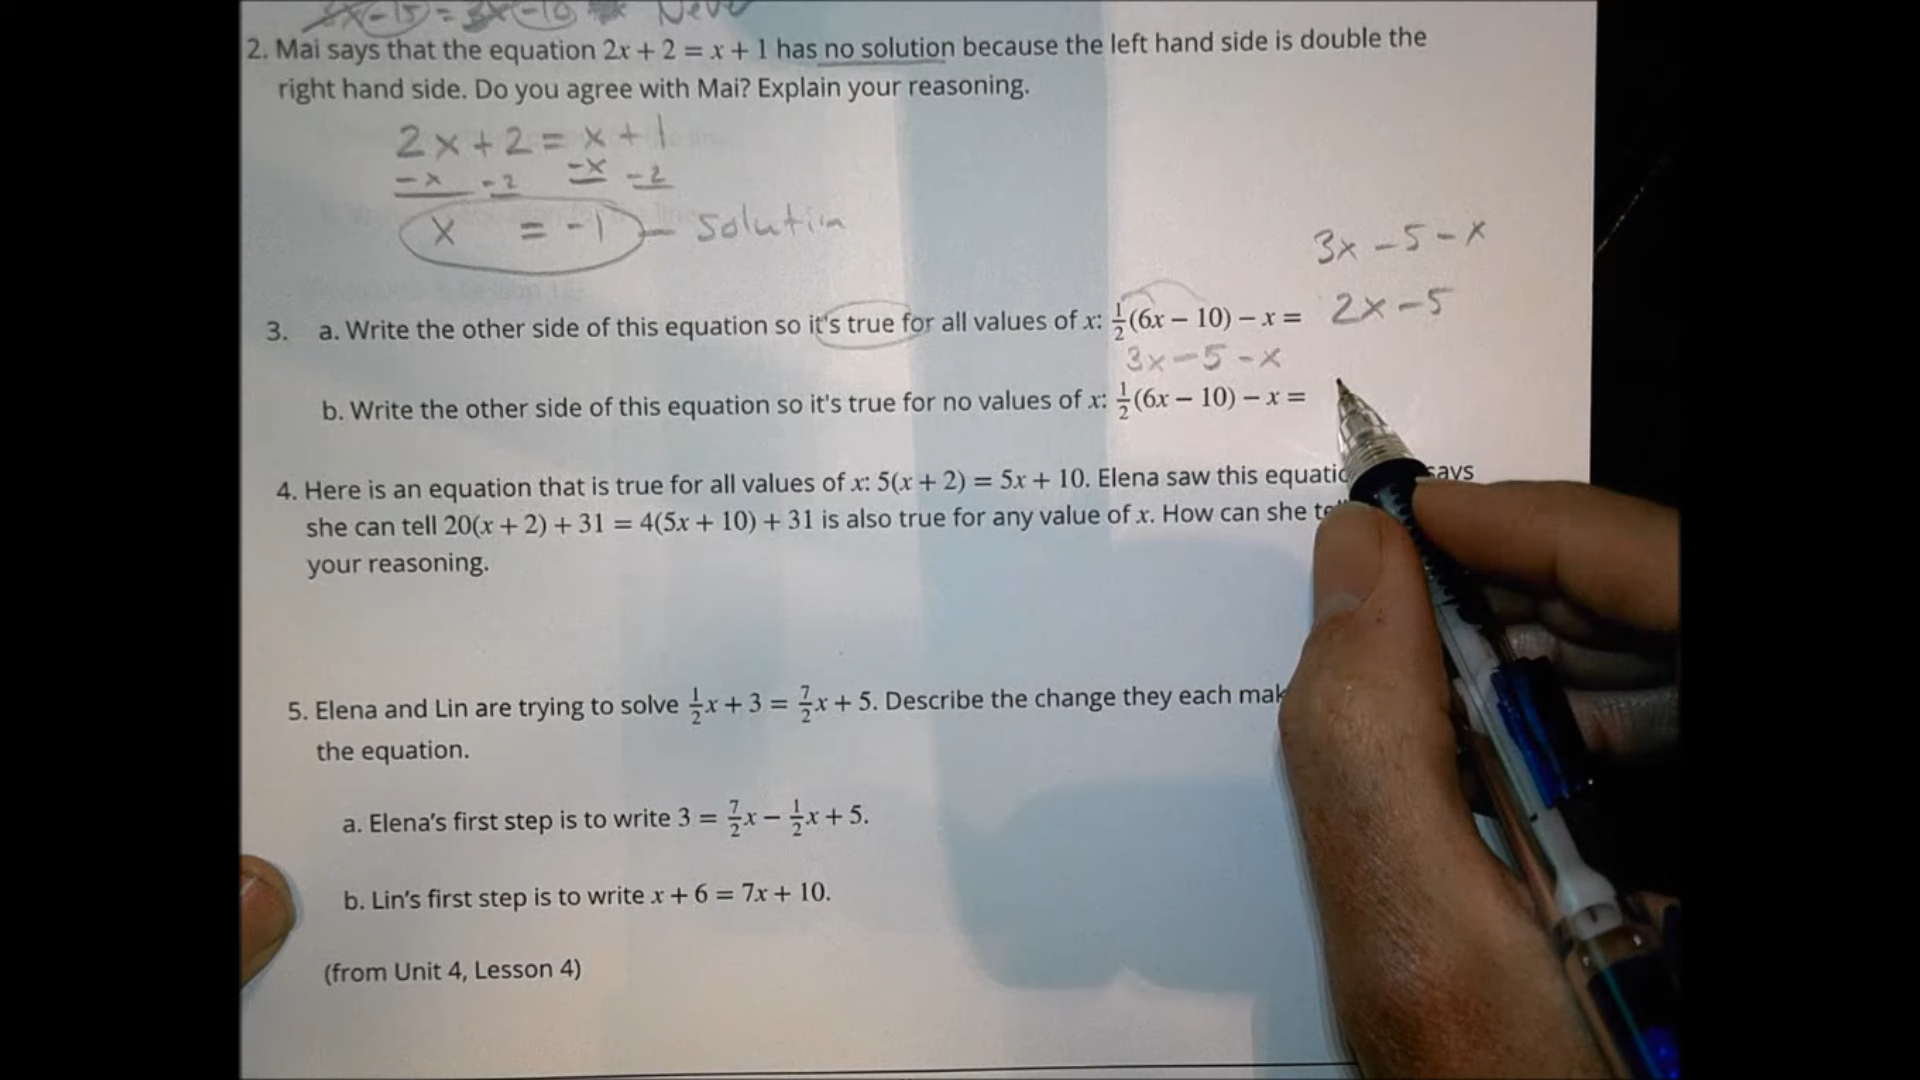 3x-15 = 3x-10 Neve
2. Mai says that the equation 2x + 2 = x + 1 has no solution because the left hand side is double the
right hand side. Do you agree with Mai? Explain your reasoning.
2x+2 = x+1
-x -2 -x -2
x = -1 - solution
3x -5 -x
3. a. Write the other side of this equation so it's true for all values of x: 1/2(6x – 10) – x = 2x -5
3x -5 -x
b. Write the other side of this equation so it's true for no values of x: 1/2(6x – 10) – x =
4. Here is an equation that is true for all values of x: 5(x + 2) = 5x + 10. Elena saw this equatio says
she can tell 20(x + 2) + 31 = 4(5x + 10) + 31 is also true for any value of x. How can she te
your reasoning.
5. Elena and Lin are trying to solve 1/2x + 3 = 7/2x + 5. Describe the change they each mak
the equation.
a. Elena’s first step is to write 3 = 7/2x – 1/2x + 5.
b. Lin’s first step is to write x + 6 = 7x + 10.
(from Unit 4, Lesson 4)